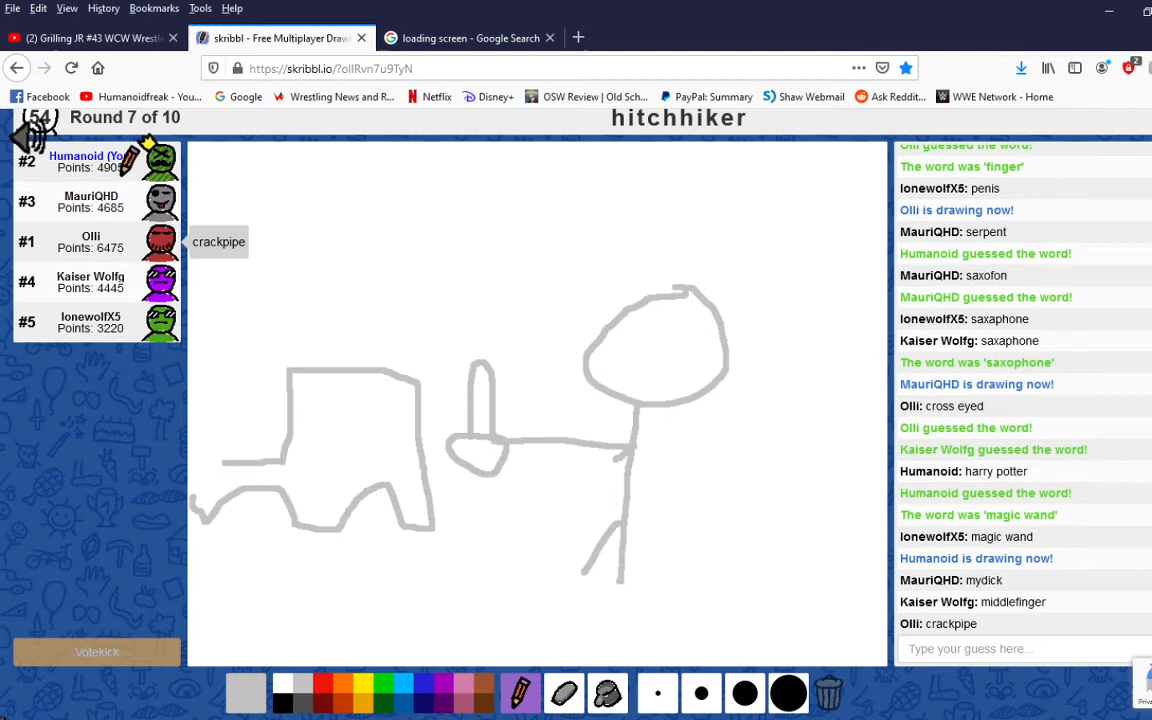 File Edit View History Bookmarks Tools Help
(2) Grilling JR #43 WCW Wrestl
skribbl - Free Multiplayer Drawi
loading screen - Google Search
https://skribbl.io/?olIRvn7u9TyN
Facebook Humanoidfreak - You... Google Wrestling News and R... Netflix Disney+ OSW Review | Old Sch... PayPal: Summary Shaw Webmail Ask Reddit... WWE Network - Home
54 Round 7 of 10 hitchhiker
#2 Humanoid (Yo
Points: 4905
#3 MauriQHD
Points: 4685
#1 Olli
Points: 6475
crackpipe
#4 Kaiser Wolfg
Points: 4445
#5 lonewolfX5
Points: 3220
Votekick
Olli guessed the word!
The word was 'finger'
lonewolfX5: penis
Olli is drawing now!
MauriQHD: serpent
Humanoid guessed the word!
MauriQHD: saxofon
MauriQHD guessed the word!
lonewolfX5: saxaphone
Kaiser Wolfg: saxaphone
The word was 'saxophone'
MauriQHD is drawing now!
Olli: cross eyed
Olli guessed the word!
Kaiser Wolfg guessed the word!
Humanoid: harry potter
Humanoid guessed the word!
The word was 'magic wand'
lonewolfX5: magic wand
Humanoid is drawing now!
MauriQHD: mydick
Kaiser Wolfg: middlefinger
Olli: crackpipe
Type your guess here...